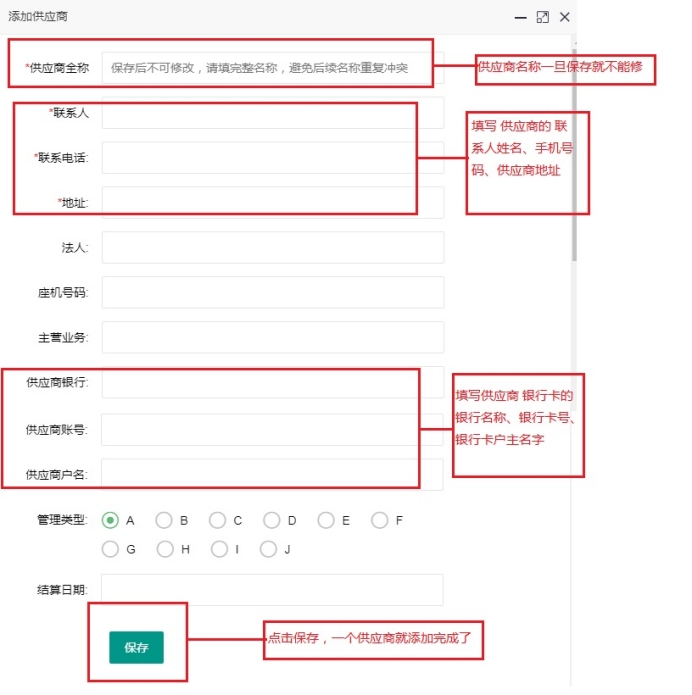 添加供应商
*供应商全称 保存后不可修改，请填完整名称，避免后续名称重复冲突
供应商名称一旦保存就不能修
*联系人
*联系电话:
*地址:
填写 供应商的 联
系人姓名、手机号
码、供应商地址
法人:
座机号码:
主营业务:
供应商银行:
供应商账号:
供应商户名:
填写供应商 银行卡的
银行名称、银行卡号、
银行卡户主名字
管理类型: A B C D E F
G H I J
结算日期:
保存
点击保存，一个供应商就添加完成了